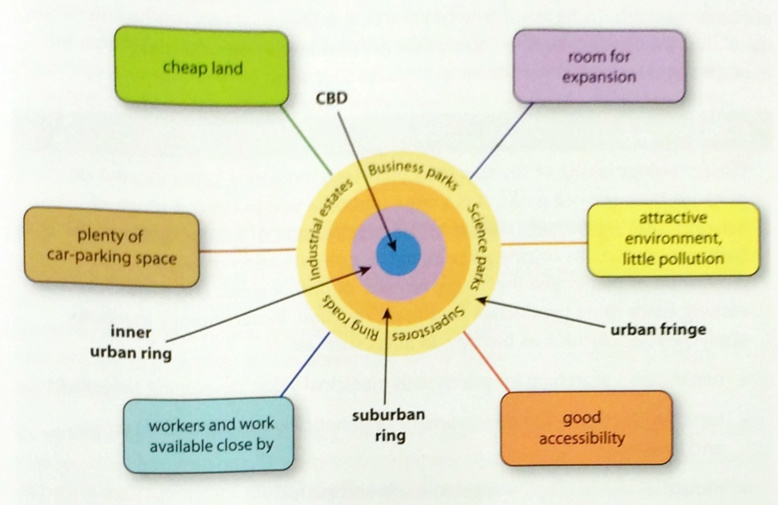 cheap land
room for
expansion
CBD
Business parks
Industrial estates
Science parks
plenty of
car-parking space
attractive
environment,
little pollution
Ring roads
Superstores
inner
urban ring
urban fringe
suburban
ring
workers and work
available close by
good
accessibility